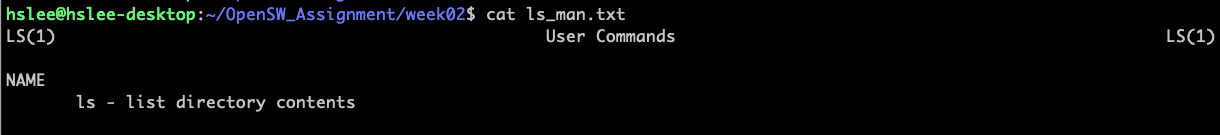 hslee@hslee-desktop:~/OpenSW_Assignment/week02$ cat ls_man.txt
LS(1) User Commands LS(1)
NAME
ls - list directory contents